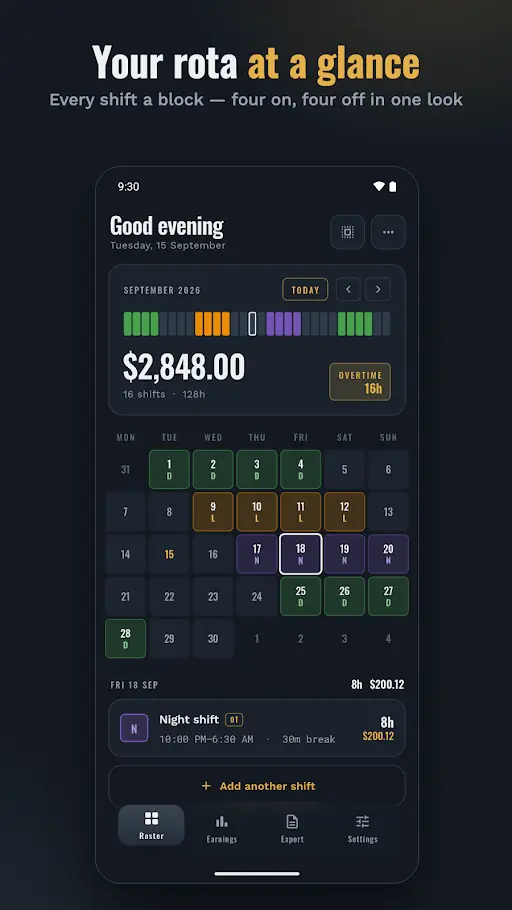 Your rota at a glance
Every shift a block — four on, four off in one look
9:30
Good evening
Tuesday, 15 September
SEPTEMBER 2026
TODAY
$2,848.00
16 shifts · 128h
OVERTIME
16h
MON TUE WED THU FRI SAT SUN
31 1 2 3 4 5 6
D D D D
7 8 9 10 11 12 13
L L L L
14 15 16 17 18 19 20
N N N N
21 22 23 24 25 26 27
D D D
28 29 30 1 2 3 4
D
FRI 18 SEP 8h $200.12
N Night shift OT 8h
10:00 PM–6:30 AM · 30m break $200.12
+ Add another shift
Roster Earnings Export Settings